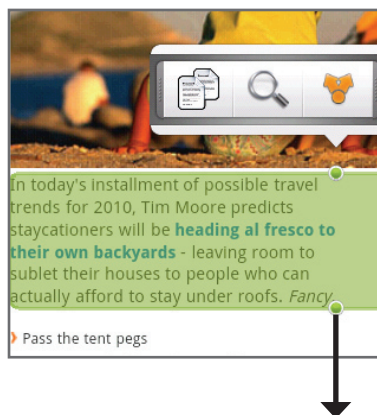 In today's installment of possible travel
trends for 2010, Tim Moore predicts
staycationers will be heading al fresco to
their own backyards - leaving room to
sublet their houses to people who can
actually afford to stay under roofs. Fancy.
Pass the tent pegs